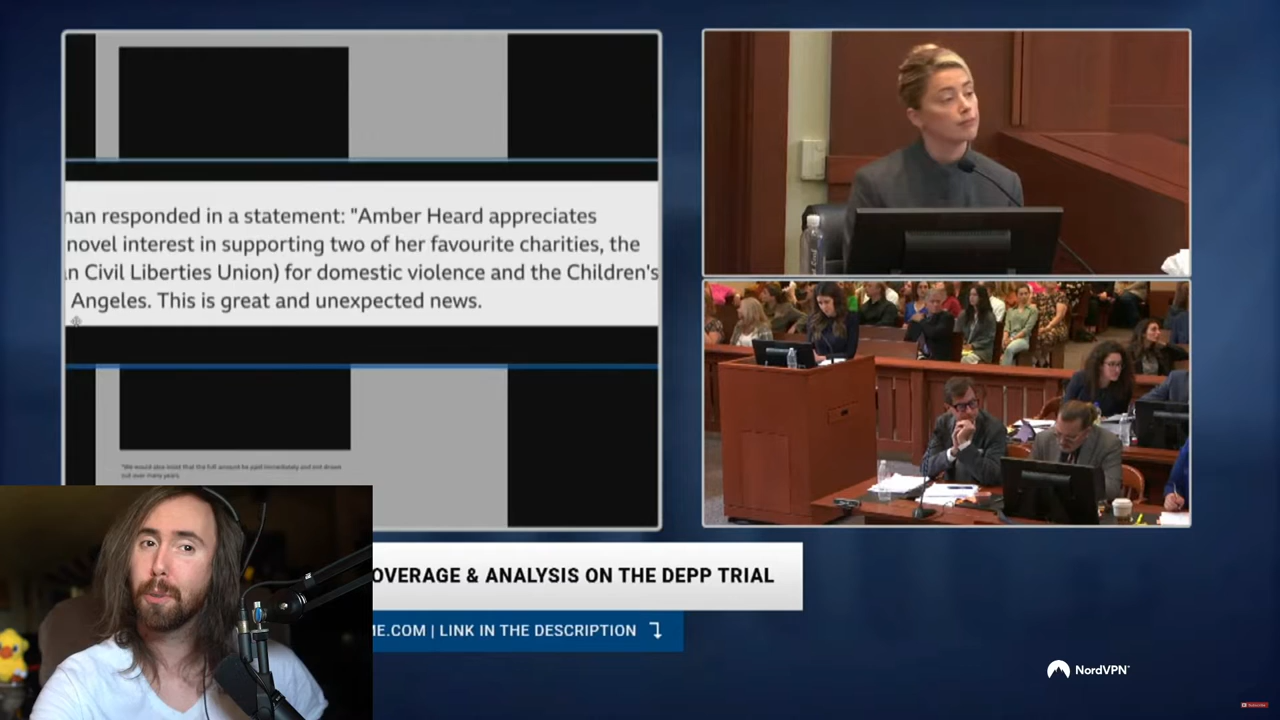 nan responded in a statement: "Amber Heard appreciates
novel interest in supporting two of her favourite charities, the
n Civil Liberties Union) for domestic violence and the Children's
Angeles. This is great and unexpected news.
"We would also insist that the full amount be paid immediately and not drawn
out over many years.
OVERAGE & ANALYSIS ON THE DEPP TRIAL
ME.COM | LINK IN THE DESCRIPTION
NordVPN
Subscribe